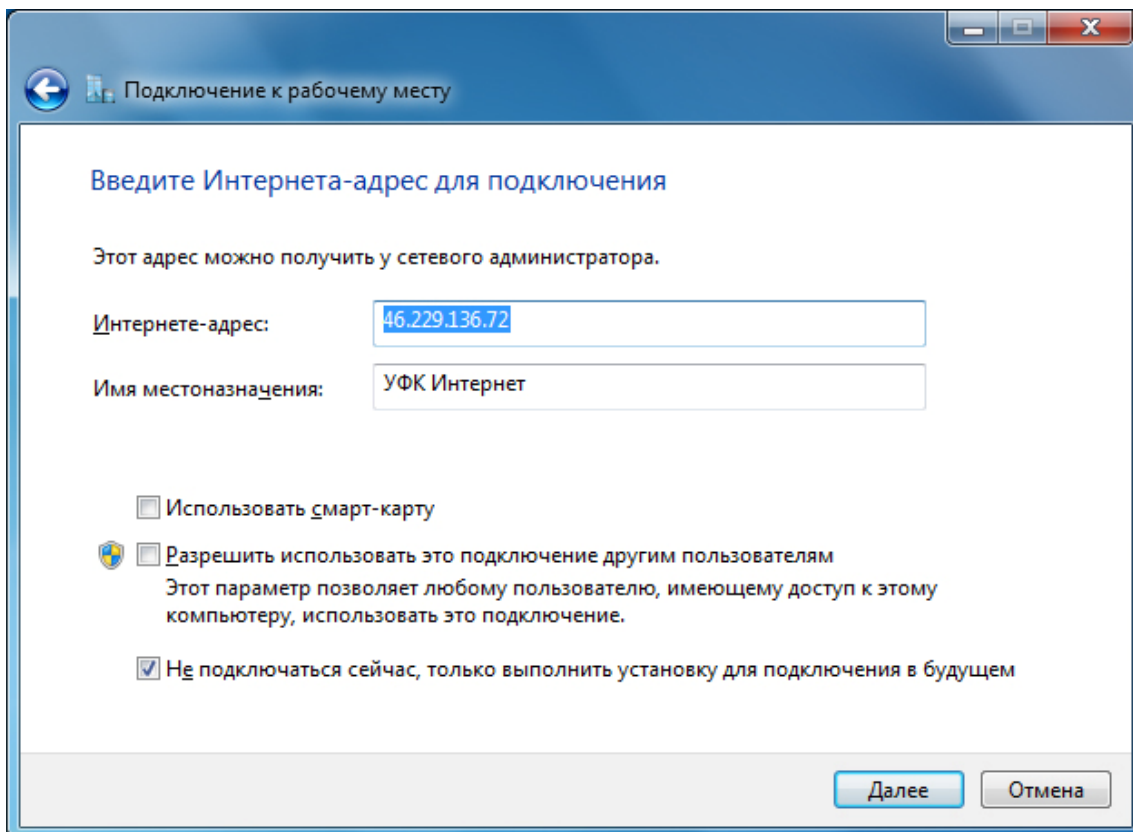 Подключение к рабочему месту
Введите Интернета-адрес для подключения
Этот адрес можно получить у сетевого администратора.
Интернете-адрес: 46.229.136.72
Имя местоназначения: УФК Интернет
Использовать смарт-карту
Разрешить использовать это подключение другим пользователям
Этот параметр позволяет любому пользователю, имеющему доступ к этому
компьютеру, использовать это подключение.
Не подключаться сейчас, только выполнить установку для подключения в будущем
Далее Отмена